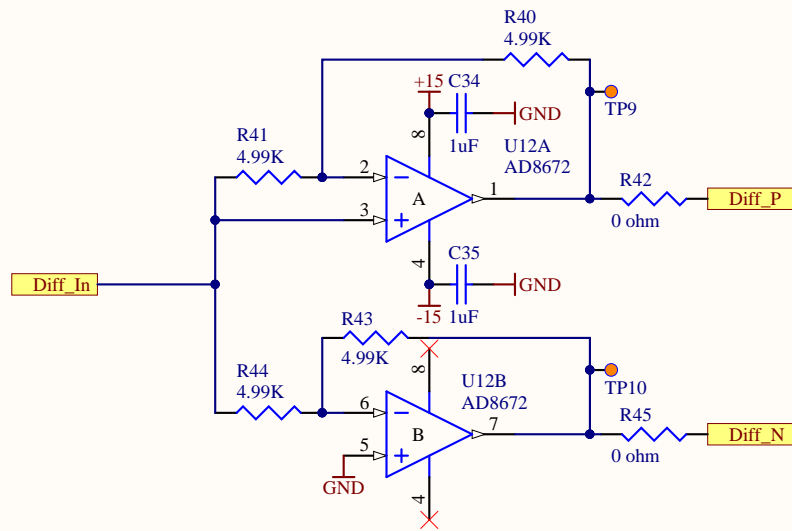 R40
4.99K
+15
C34
GND
TP9
8
1uF
U12A
AD8672
R41
4.99K
2
A
1
3
R42
0 ohm
Diff_P
4
C35
GND
-15
1uF
Diff_In
R43
4.99K
8
U12B
AD8672
TP10
R44
4.99K
6
B
7
5
R45
0 ohm
Diff_N
GND
4